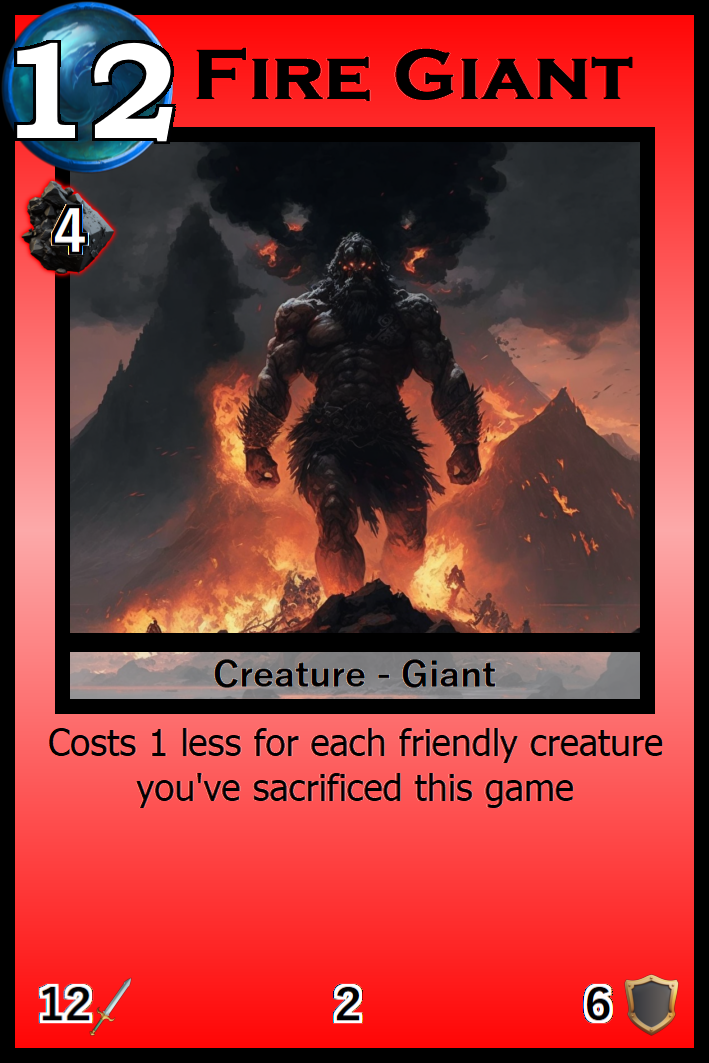 12 Fire Giant
4
Creature - Giant
Costs 1 less for each friendly creature
you've sacrificed this game
12 2 6